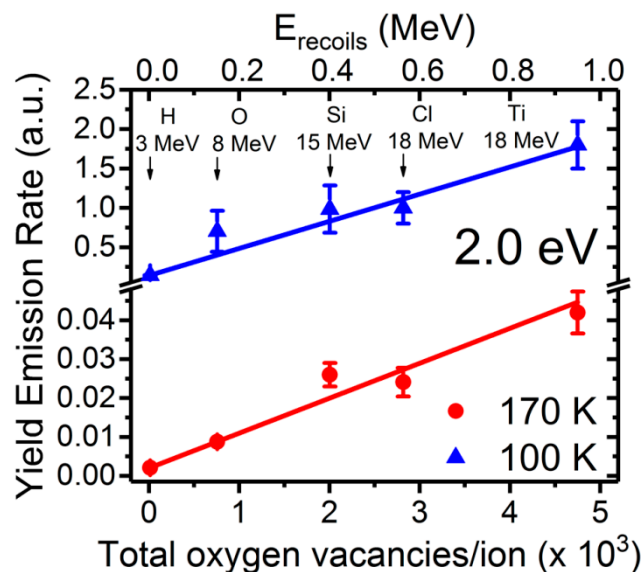 E_recoils (MeV)
0.0 0.2 0.4 0.6 0.8 1.0
2.5
2.0
1.5
1.0
0.5
0.04
0.03
0.02
0.01
0.00
Yield Emission Rate (a.u.)
H O Si Cl Ti
3 MeV 8 MeV 15 MeV 18 MeV 18 MeV
2.0 eV
170 K
100 K
0 1 2 3 4 5
Total oxygen vacancies/ion (x 10³)